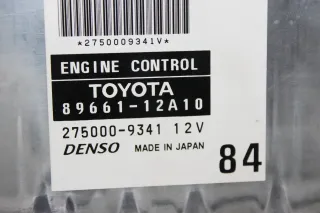 *2750009341V*
ENGINE CONTROL
TOYOTA
89661-12A10
275000-9341 12V
DENSO MADE IN JAPAN 84